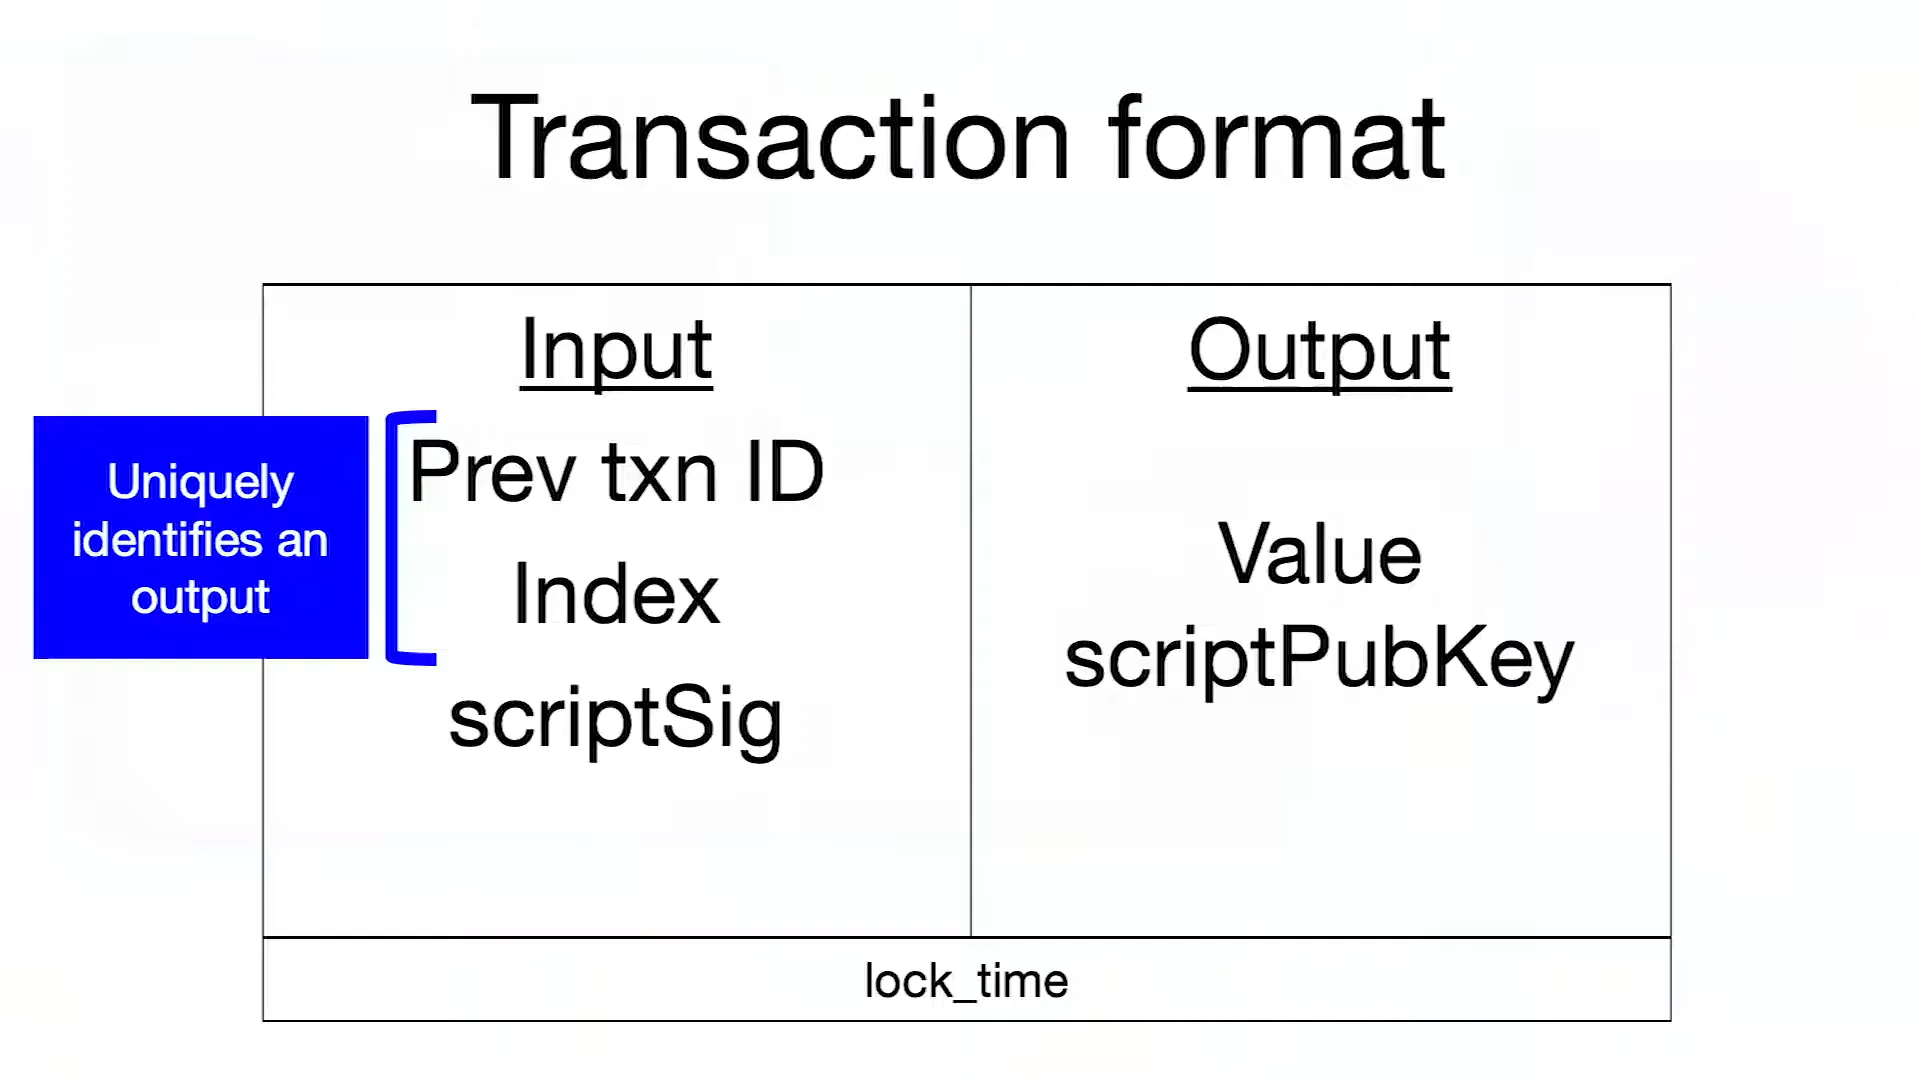 Transaction format
Input
Output
Uniquely
identifies an
output
Prev txn ID
Index
scriptSig
Value
scriptPubKey
lock_time